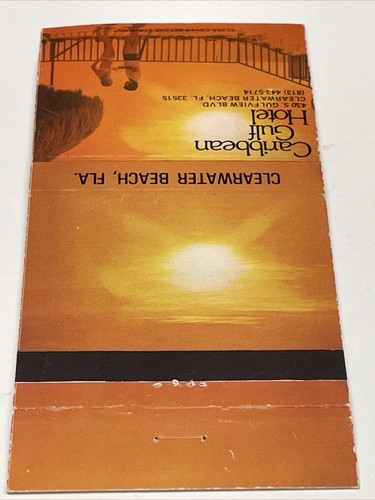 Caribbean
Gulf
Hotel
430 S. GULFVIEW BLVD.
CLEARWATER BEACH, FL. 33515
(813) 443-5714
CLEARWATER BEACH, FLA.